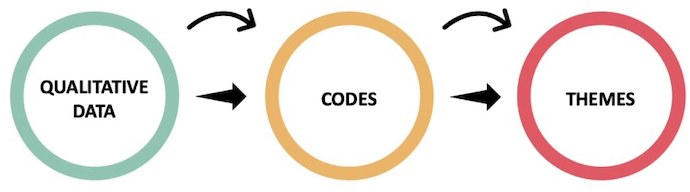 QUALITATIVE
DATA
CODES
THEMES